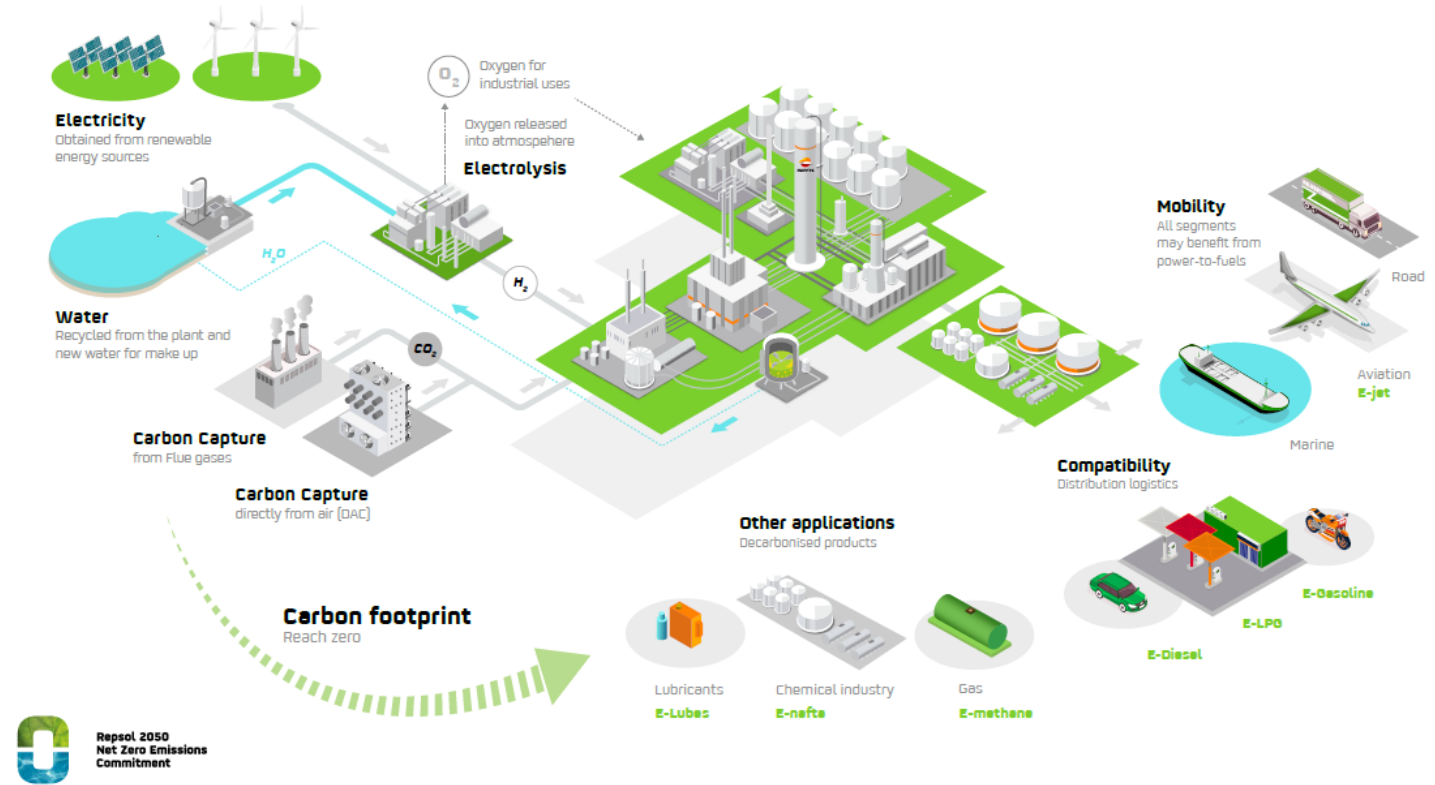 O2
Oxygen for
industrial uses
Electricity
Obtained from renewable
energy sources
Oxygen released
into atmospehere
Electrolysis
H2O
H2
Water
Recycled from the plant and
new water for make up
CO2
Carbon Capture
from Flue gases
Carbon Capture
directly from air (DAC)
REPSOL
Mobility
All segments
may benefit from
power-to-fuels
Road
Aviation
E-jet
Marine
Compatibility
Distribution logistics
E-Gasoline
E-LPG
E-Diesel
Other applications
Decarbonised products
Lubricants
E-Lubes
Chemical industry
E-nafta
Gas
E-methane
Carbon footprint
Reach zero
Repsol 2050
Net Zero Emissions
Commitment